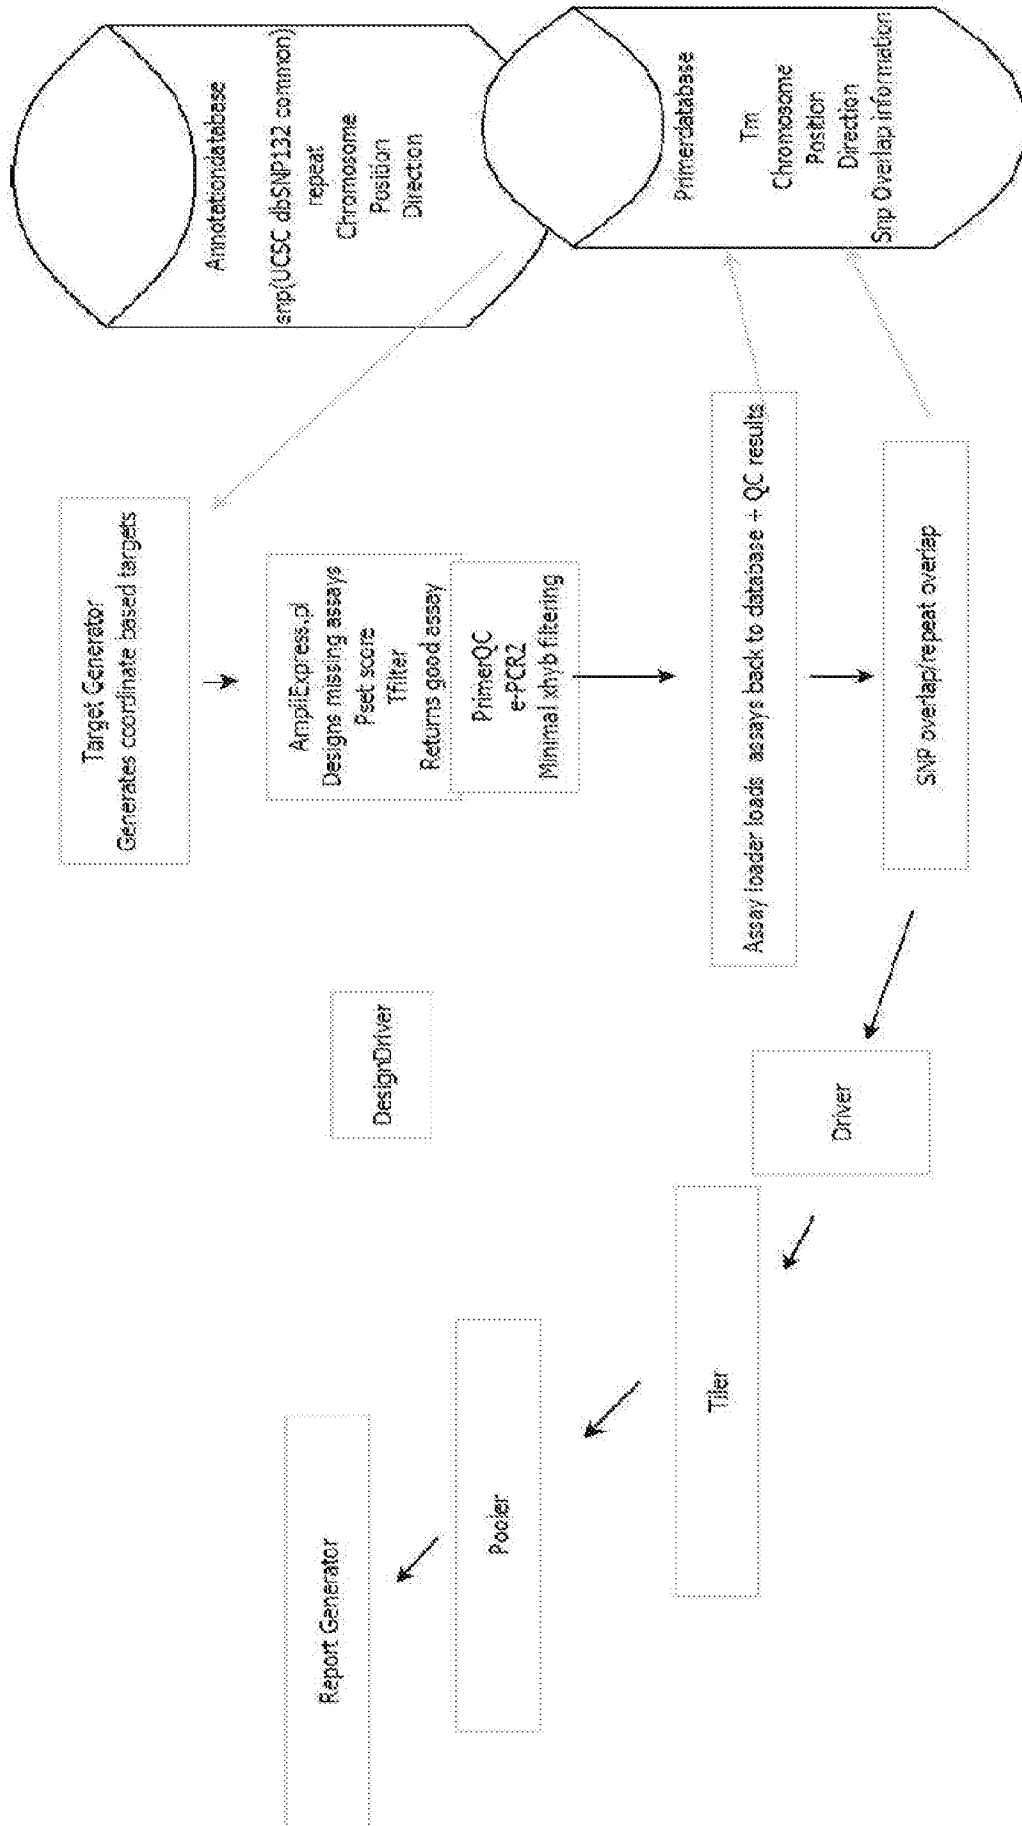 Annotationdatabase
snp(UCSC dbSNP132 common)
repeat
Chromosome
Position
Direction
Primerdatabase
Tm
Chromosome
Position
Direction
Snp Overlap information
Target Generator
Generates coordinate based targets
AmpliExpress.pl
Designs missing assays
Pset score
Tfilter
Returns good assay
PrimerQC
e-PCR2
Minimal xhyb filtering
Assay loader loads assays back to database + QC results
SNP overlap/repeat overlap
DesignDriver
Driver
Tiler
Pooler
Report Generator